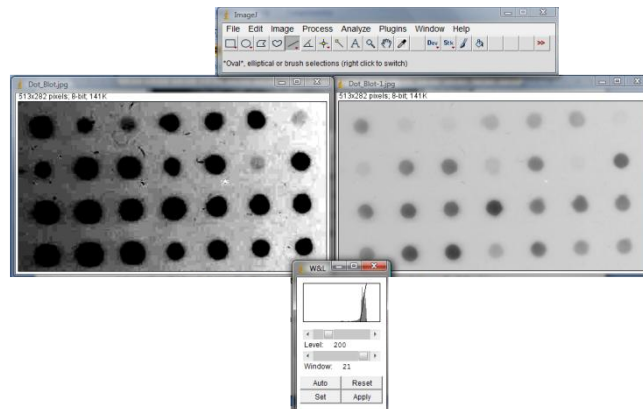 ImageJ
File Edit Image Process Analyze Plugins Window Help
A Dev Stk >>
*Oval*, elliptical or brush selections (right click to switch)
Dot_Blot.jpg
513x282 pixels; 8-bit; 141K
Dot_Blot-1.jpg
513x282 pixels; 8-bit; 141K
W&L
Level: 200
Window: 21
Auto Reset
Set Apply